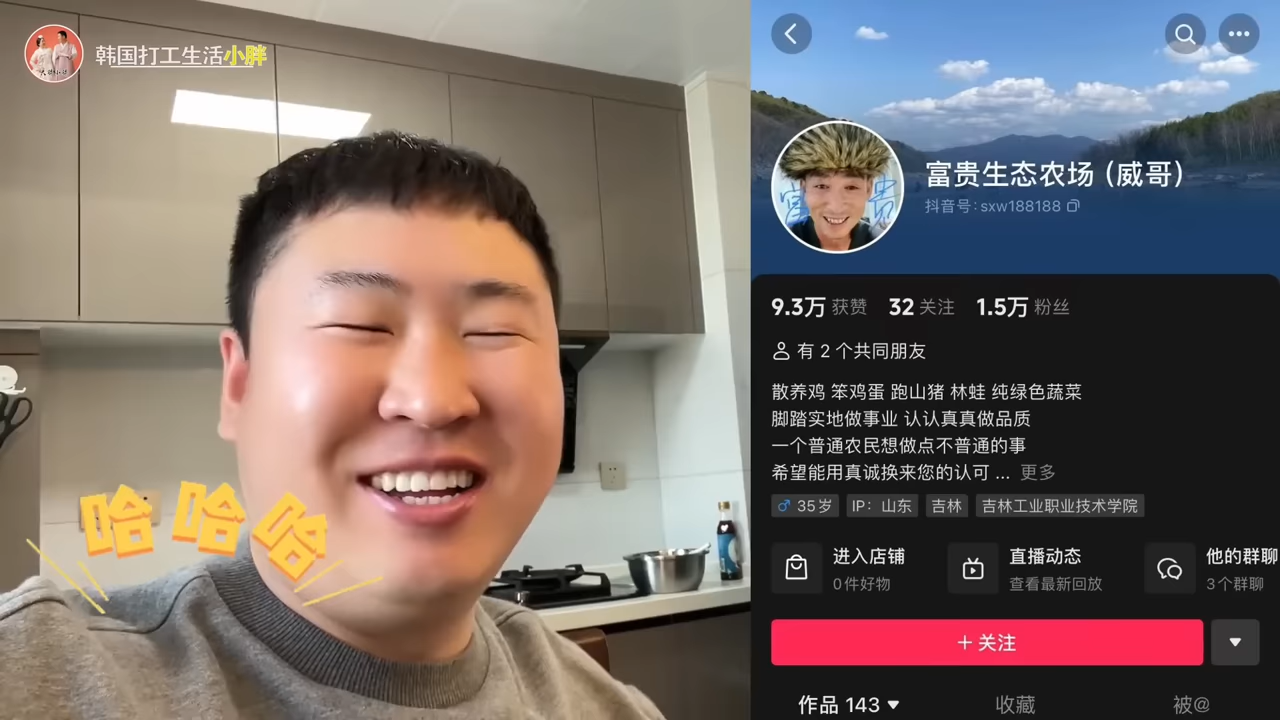 韩国打工生活小胖
哈哈哈
富贵生态农场（威哥）
抖音号：sxw188188
9.3万 获赞 32 关注 1.5万 粉丝
有 2 个共同朋友
散养鸡 笨鸡蛋 跑山猪 林蛙 纯绿色蔬菜
脚踏实地做事业 认认真真做品质
一个普通农民想做点不普通的事
希望能用真诚换来您的认可 ... 更多
35岁 IP：山东 吉林 吉林工业职业技术学院
进入店铺 直播动态 他的群聊
0件好物 查看最新回放 3个群聊
+ 关注
作品 143 收藏 被@